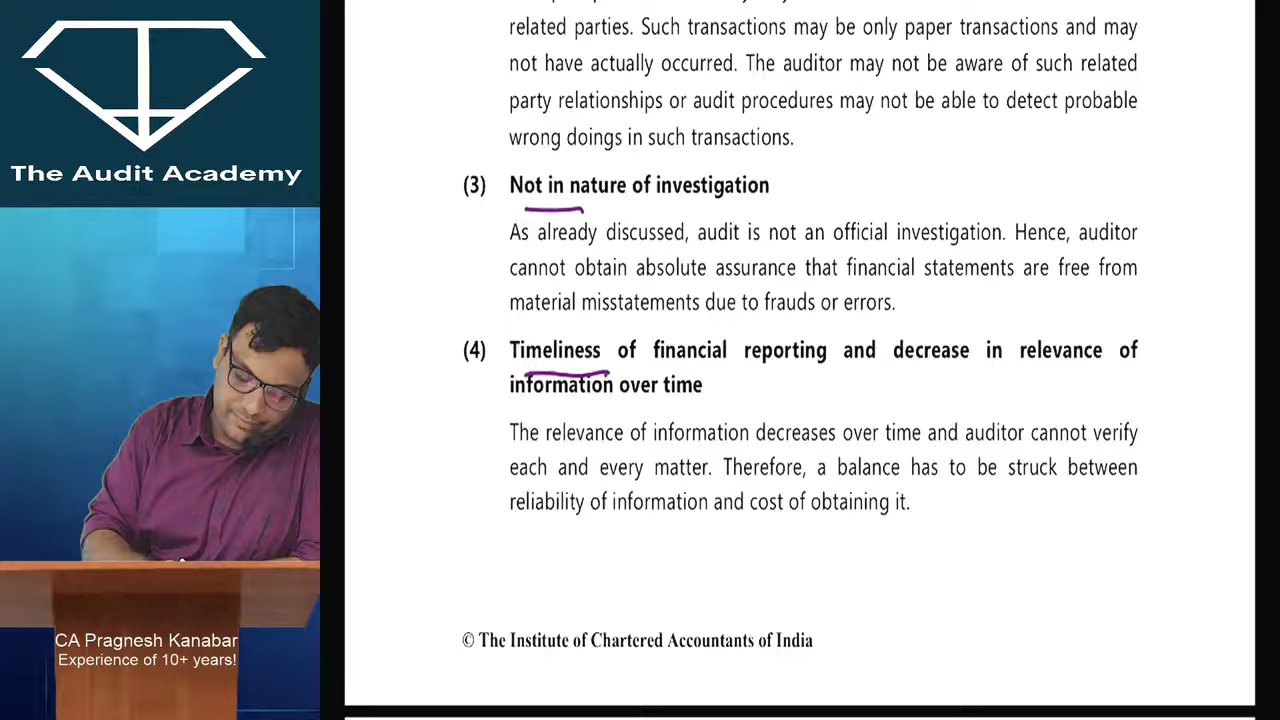 The Audit Academy
CA Pragnesh Kanabar
Experience of 10+ years!
related parties. Such transactions may be only paper transactions and may
not have actually occurred. The auditor may not be aware of such related
party relationships or audit procedures may not be able to detect probable
wrong doings in such transactions.
(3) Not in nature of investigation
As already discussed, audit is not an official investigation. Hence, auditor
cannot obtain absolute assurance that financial statements are free from
material misstatements due to frauds or errors.
(4) Timeliness of financial reporting and decrease in relevance of
information over time
The relevance of information decreases over time and auditor cannot verify
each and every matter. Therefore, a balance has to be struck between
reliability of information and cost of obtaining it.
© The Institute of Chartered Accountants of India